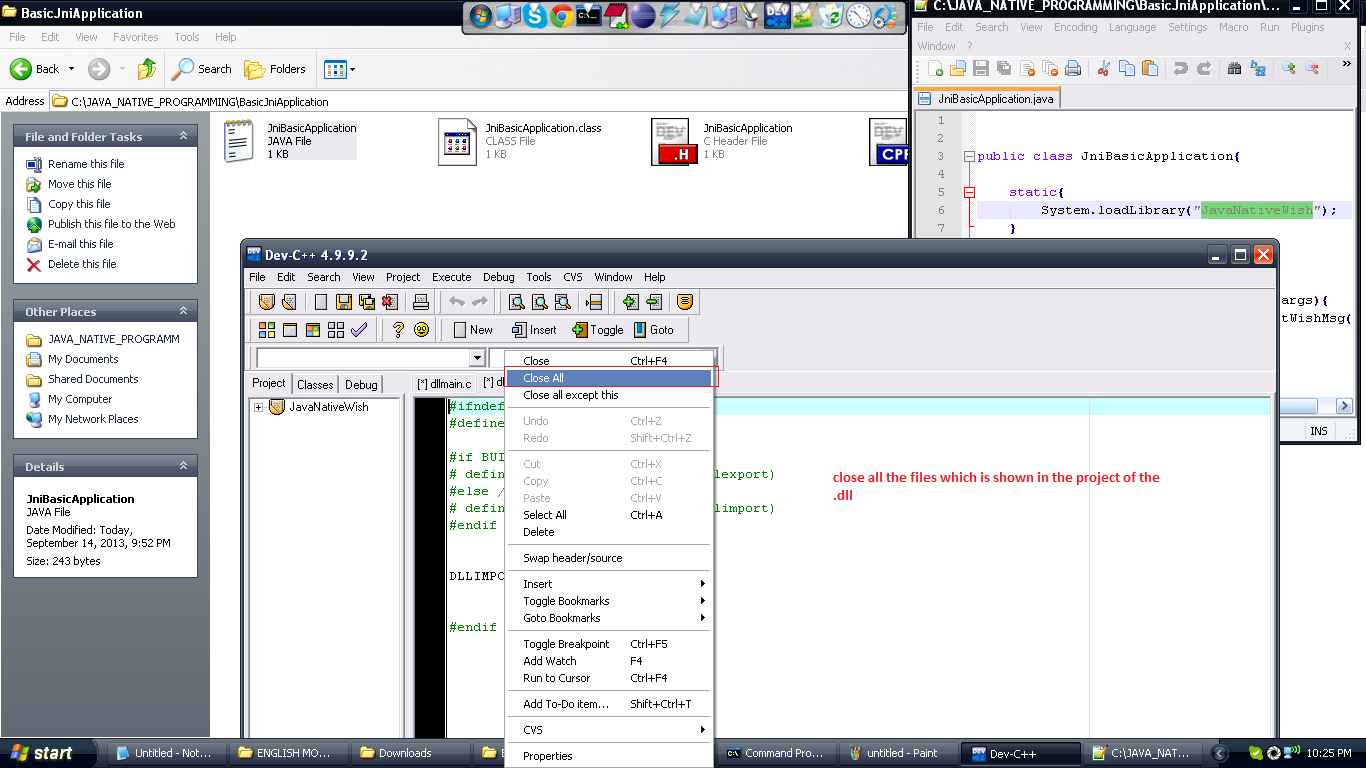 BasicJniApplication
File Edit View Favorites Tools Help
Back Search Folders
Address C:\JAVA_NATIVE_PROGRAMMING\BasicJniApplication
File and Folder Tasks
Rename this file
Move this file
Copy this file
Publish this file to the Web
E-mail this file
Delete this file
Other Places
JAVA_NATIVE_PROGRAMM
My Documents
Shared Documents
My Computer
My Network Places
Details
JniBasicApplication
JAVA File
Date Modified: Today,
September 14, 2013, 9:52 PM
Size: 243 bytes
JniBasicApplication
JAVA File
1 KB
JniBasicApplication.class
CLASS File
DEV
.H
JniBasicApplication
C Header File
1 KB
DEV
CPP
C:\JAVA_NATIVE_PROGRAMMING\BasicJniApplication\...
File Edit Search View Encoding Language Settings Macro Run Plugins
Window ? X
JniBasicApplication.java
1
2
3 public class JniBasicApplication{
4
5 static{
6 System.loadLibrary("JavaNativeWish");
7 }
args){
tWishMsg(
INS
Dev-C++ 4.9.9.2
File Edit Search View Project Execute Debug Tools CVS Window Help
New Insert Toggle Goto
Project Classes Debug
[*] dllmain.c [*] d
JavaNativeWish
#ifndef
#define
#if BUI
# defin lexport)
#else /
# defin limport)
#endif
DLLIMPO
#endif
Close Ctrl+F4
Close All
Close all except this
Undo Ctrl+Z
Redo Shift+Ctrl+Z
Cut Ctrl+X
Copy Ctrl+C
Paste Ctrl+V
Select All Ctrl+A
Delete
Swap header/source
Insert
Toggle Bookmarks
Goto Bookmarks
Toggle Breakpoint Ctrl+F5
Add Watch F4
Run to Cursor Ctrl+F4
Add To-Do item... Shift+Ctrl+T
CVS
Properties
close all the files which is shown in the project of the
.dll
start Untitled - Not... ENGLISH MO... Downloads Command Pro... untitled - Paint Dev-C++ C:\JAVA_NAT... 10:25 PM